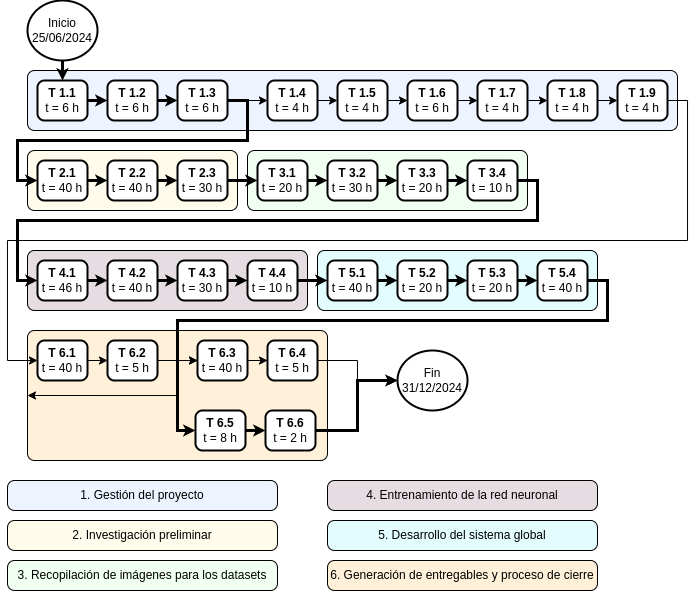 Inicio
25/06/2024
T 1.1
t = 6 h
T 1.2
t = 6 h
T 1.3
t = 6 h
T 1.4
t = 4 h
T 1.5
t = 4 h
T 1.6
t = 6 h
T 1.7
t = 4 h
T 1.8
t = 4 h
T 1.9
t = 4 h
T 2.1
t = 40 h
T 2.2
t = 40 h
T 2.3
t = 30 h
T 3.1
t = 20 h
T 3.2
t = 30 h
T 3.3
t = 20 h
T 3.4
t = 10 h
T 4.1
t = 46 h
T 4.2
t = 40 h
T 4.3
t = 30 h
T 4.4
t = 10 h
T 5.1
t = 40 h
T 5.2
t = 20 h
T 5.3
t = 20 h
T 5.4
t = 40 h
T 6.1
t = 40 h
T 6.2
t = 5 h
T 6.3
t = 40 h
T 6.4
t = 5 h
Fin
31/12/2024
T 6.5
t = 8 h
T 6.6
t = 2 h
1. Gestión del proyecto
4. Entrenamiento de la red neuronal
2. Investigación preliminar
5. Desarrollo del sistema global
3. Recopilación de imágenes para los datasets
6. Generación de entregables y proceso de cierre